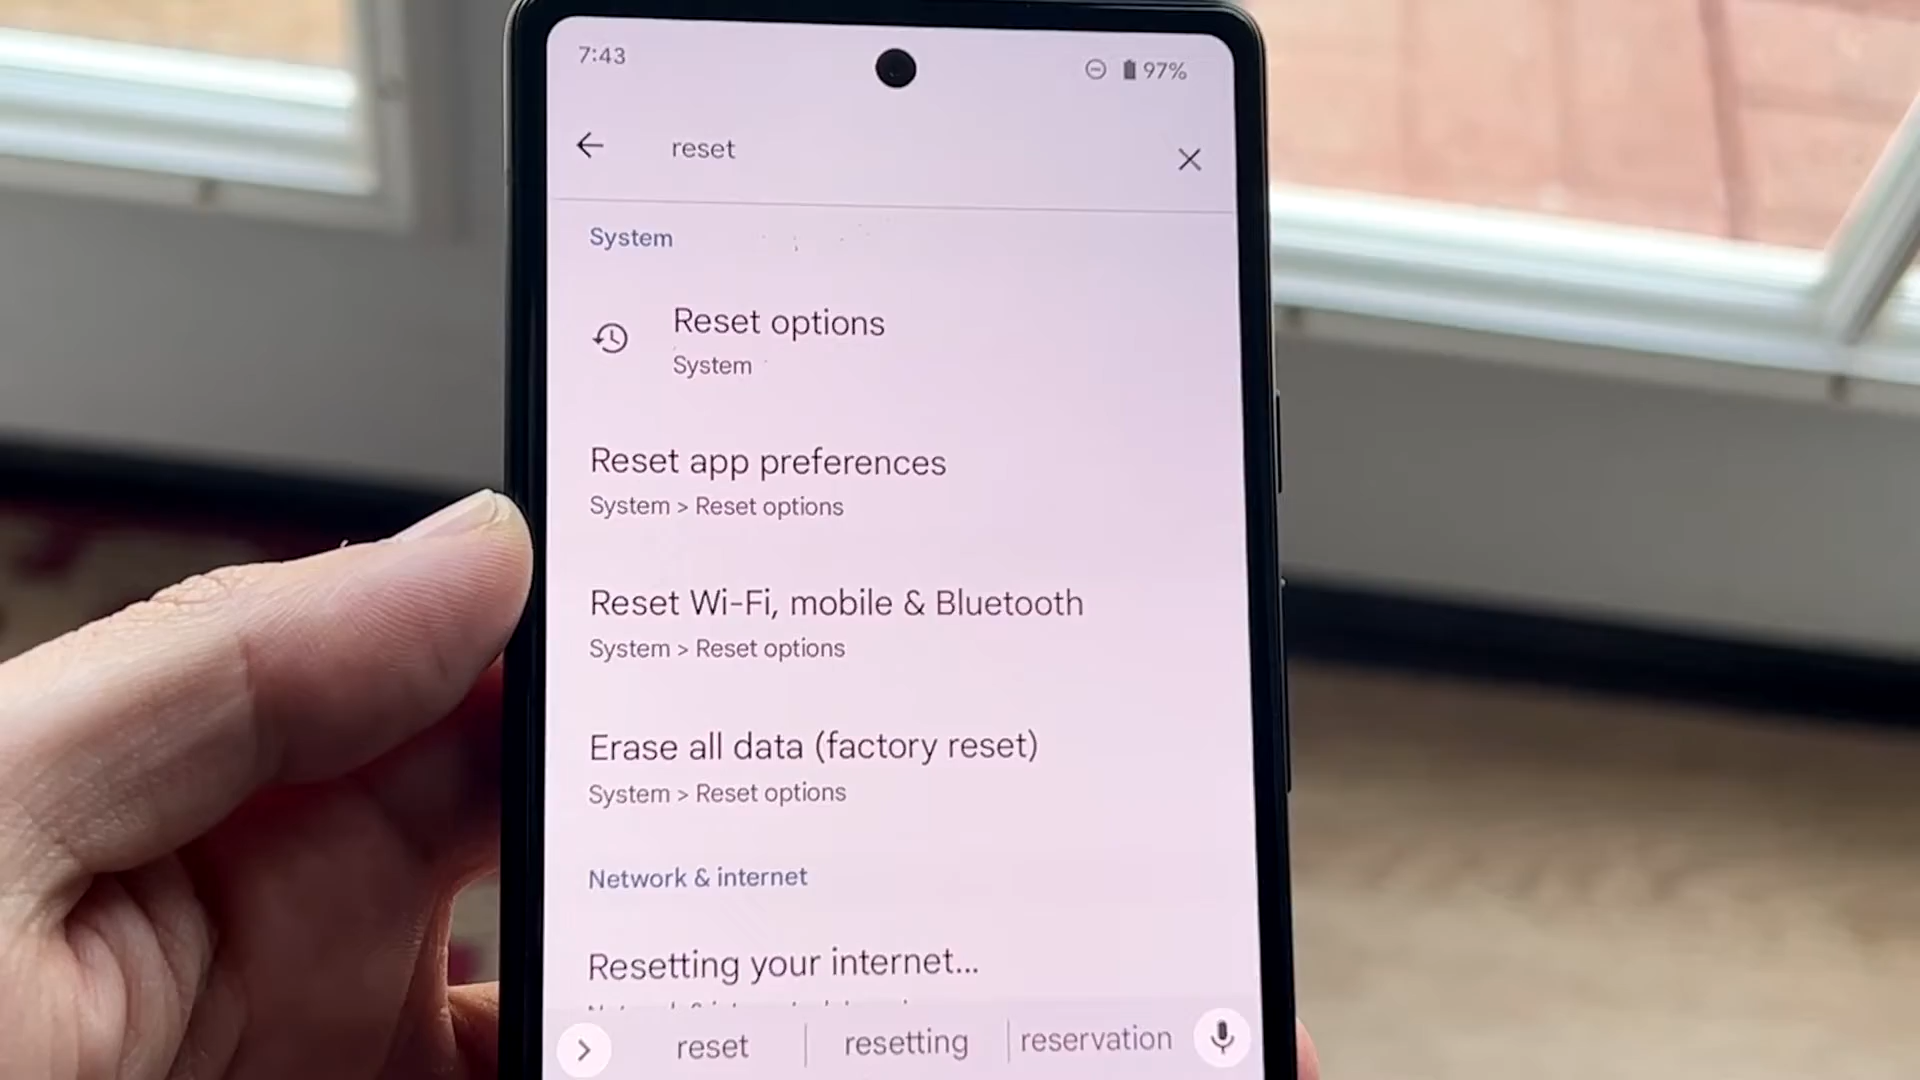 7:43
97%
reset
System
Reset options
System
Reset app preferences
System > Reset options
Reset Wi-Fi, mobile & Bluetooth
System > Reset options
Erase all data (factory reset)
System > Reset options
Network & internet
Resetting your internet...
reset
resetting
reservation